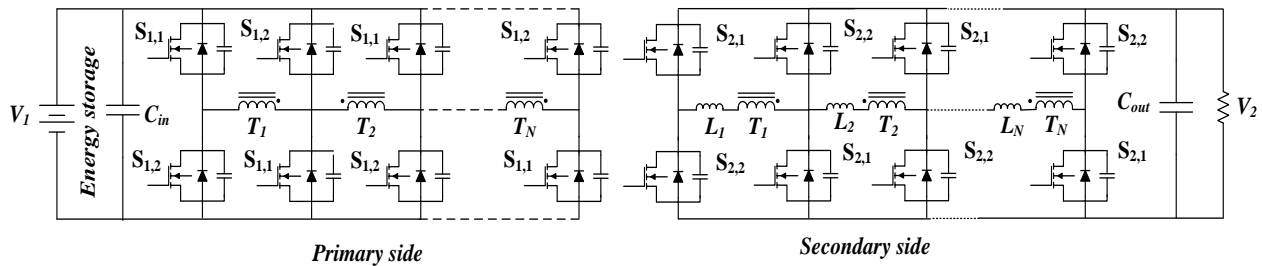 S1,1 S1,2 S1,1 S1,2 S2,1 S2,2 S2,1 S2,2
V1 Energy storage Cin Cout V2
T1 T2 TN L1 T1 L2 T2 LN TN
S1,2 S1,1 S1,2 S1,1 S2,2 S2,1 S2,2 S2,1
Primary side Secondary side